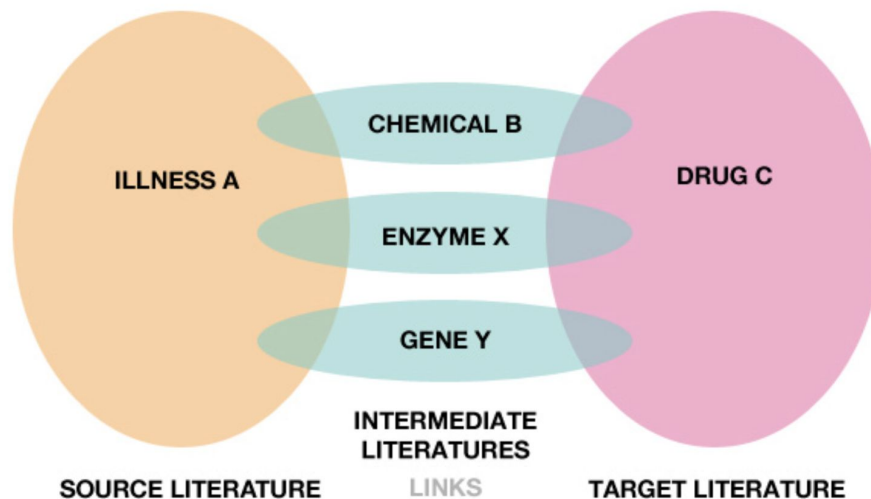 CHEMICAL B
ILLNESS A
DRUG C
ENZYME X
GENE Y
INTERMEDIATE
LITERATURES
SOURCE LITERATURE
LINKS
TARGET LITERATURE